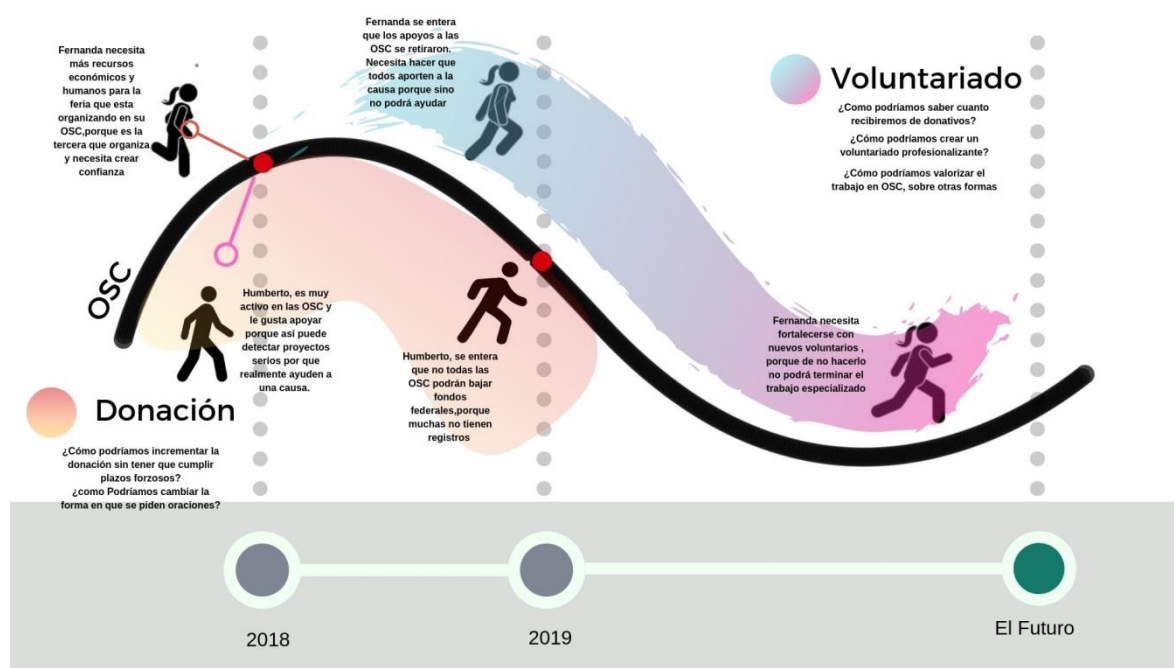 Fernanda necesita
más recursos
económicos y
humanos para la
feria que esta
organizando en su
OSC,porque es la
tercera que organiza
y necesita crear
confianza
Fernanda se entera
que los apoyos a las
OSC se retiraron.
Necesita hacer que
todos aporten a la
causa porque sino
no podrá ayudar
Voluntariado
¿Como podríamos saber cuanto
recibiremos de donativos?
¿Cómo podríamos crear un
voluntariado profesionalizante?
¿Cómo podríamos valorizar el
trabajo en OSC, sobre otras formas
OSC
Humberto, es muy
activo en las OSC y
le gusta apoyar
porque así puede
detectar proyectos
serios por que
realmente ayuden a
una causa.
Humberto, se entera
que no todas las
OSC podrán bajar
fondos
federales,porque
muchas no tienen
registros
Fernanda necesita
fortalecerse con
nuevos voluntarios ,
porque de no hacerlo
no podrá terminar el
trabajo especializado
Donación
¿Cómo podríamos incrementar la
donación sin tener que cumplir
plazos forzosos?
¿como Podríamos cambiar la
forma en que se piden oraciones?
2018
2019
El Futuro